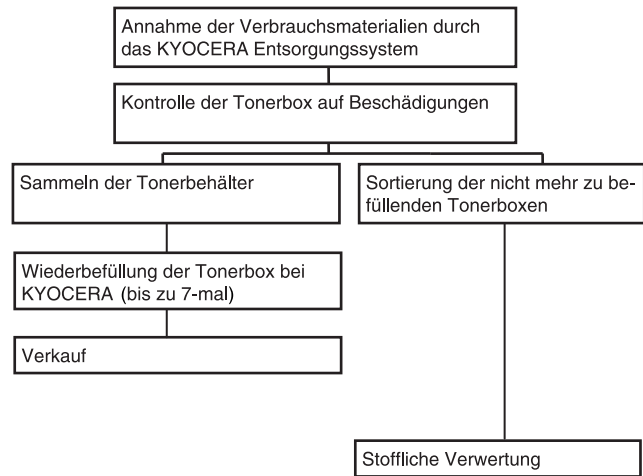 Annahme der Verbrauchsmaterialien durch
das KYOCERA Entsorgungssystem
Kontrolle der Tonerbox auf Beschädigungen
Sammeln der Tonerbehälter
Sortierung der nicht mehr zu be-
füllenden Tonerboxen
Wiederbefüllung der Tonerbox bei
KYOCERA (bis zu 7-mal)
Verkauf
Stoffliche Verwertung